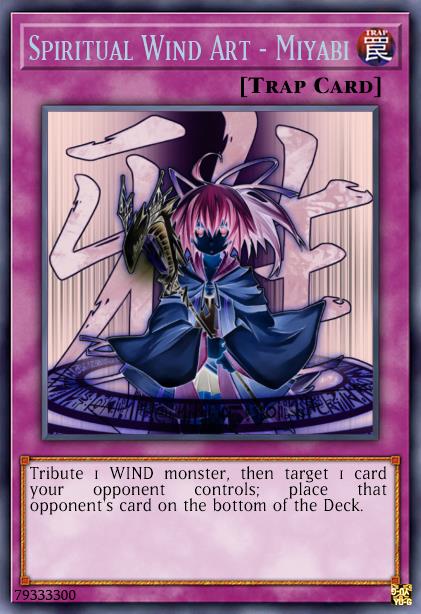 Spiritual Wind Art - Miyabi
TRAP
罠
[Trap Card]
雅
Tribute 1 WIND monster, then target 1 card
your opponent controls; place that
opponent's card on the bottom of the Deck.
79333300